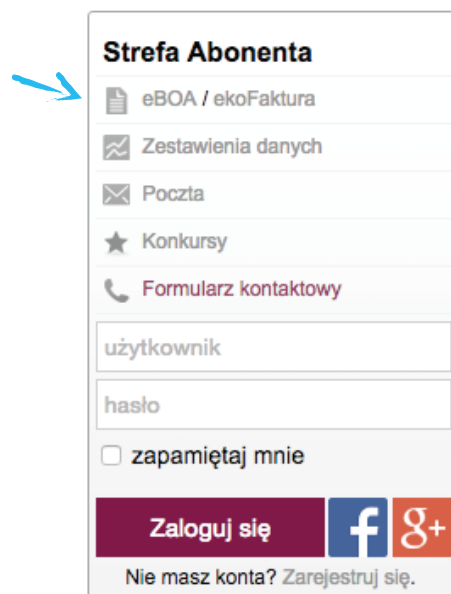 Strefa Abonenta
eBOA / ekoFaktura
Zestawienia danych
Poczta
Konkursy
Formularz kontaktowy
użytkownik
hasło
zapamiętaj mnie
Zaloguj się f g+
Nie masz konta? Zarejestruj się.